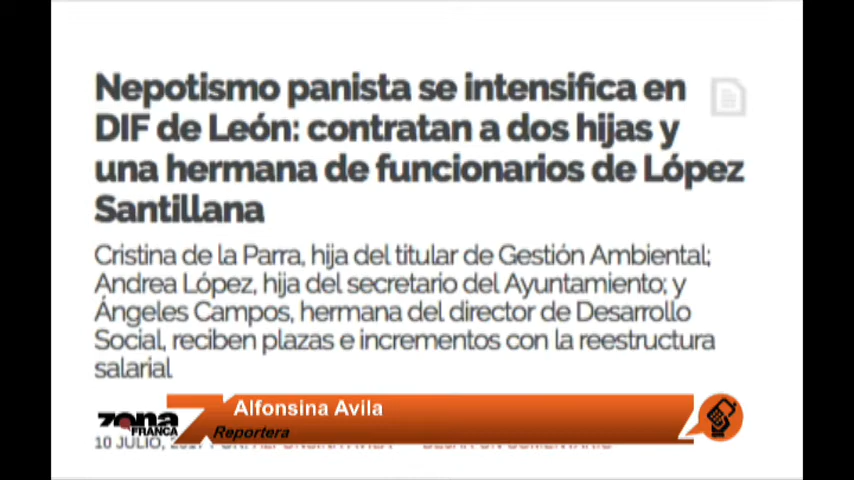 Nepotismo panista se intensifica en
DIF de León: contratan a dos hijas y
una hermana de funcionarios de López
Santillana
Cristina de la Parra, hija del titular de Gestión Ambiental;
Andrea López, hija del secretario del Ayuntamiento; y
Ángeles Campos, hermana del director de Desarrollo
Social, reciben plazas e incrementos con la reestructura
salarial
Alfonsina Avila
zona
FRANCA
Reportera
10 JULIO,